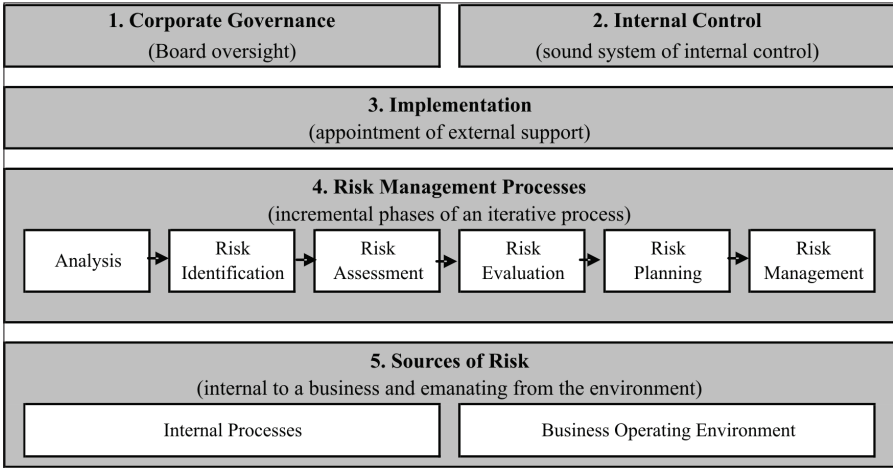 1. Corporate Governance
(Board oversight)
2. Internal Control
(sound system of internal control)
3. Implementation
(appointment of external support)
4. Risk Management Processes
(incremental phases of an iterative process)
Analysis
Risk
Identification
Risk
Assessment
Risk
Evaluation
Risk
Planning
Risk
Management
5. Sources of Risk
(internal to a business and emanating from the environment)
Internal Processes
Business Operating Environment